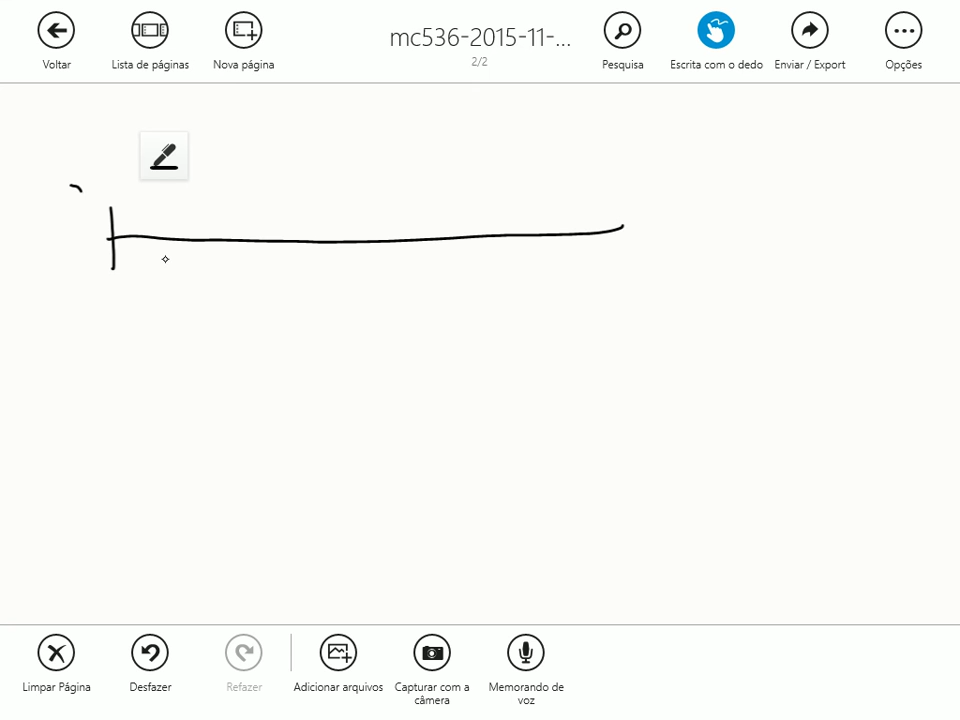 Voltar
Lista de páginas
Nova página
mc536-2015-11-...
2/2
Pesquisa
Escrita com o dedo
Enviar / Export
Opções
Limpar Página
Desfazer
Refazer
Adicionar arquivos
Capturar com a
câmera
Memorando de
voz